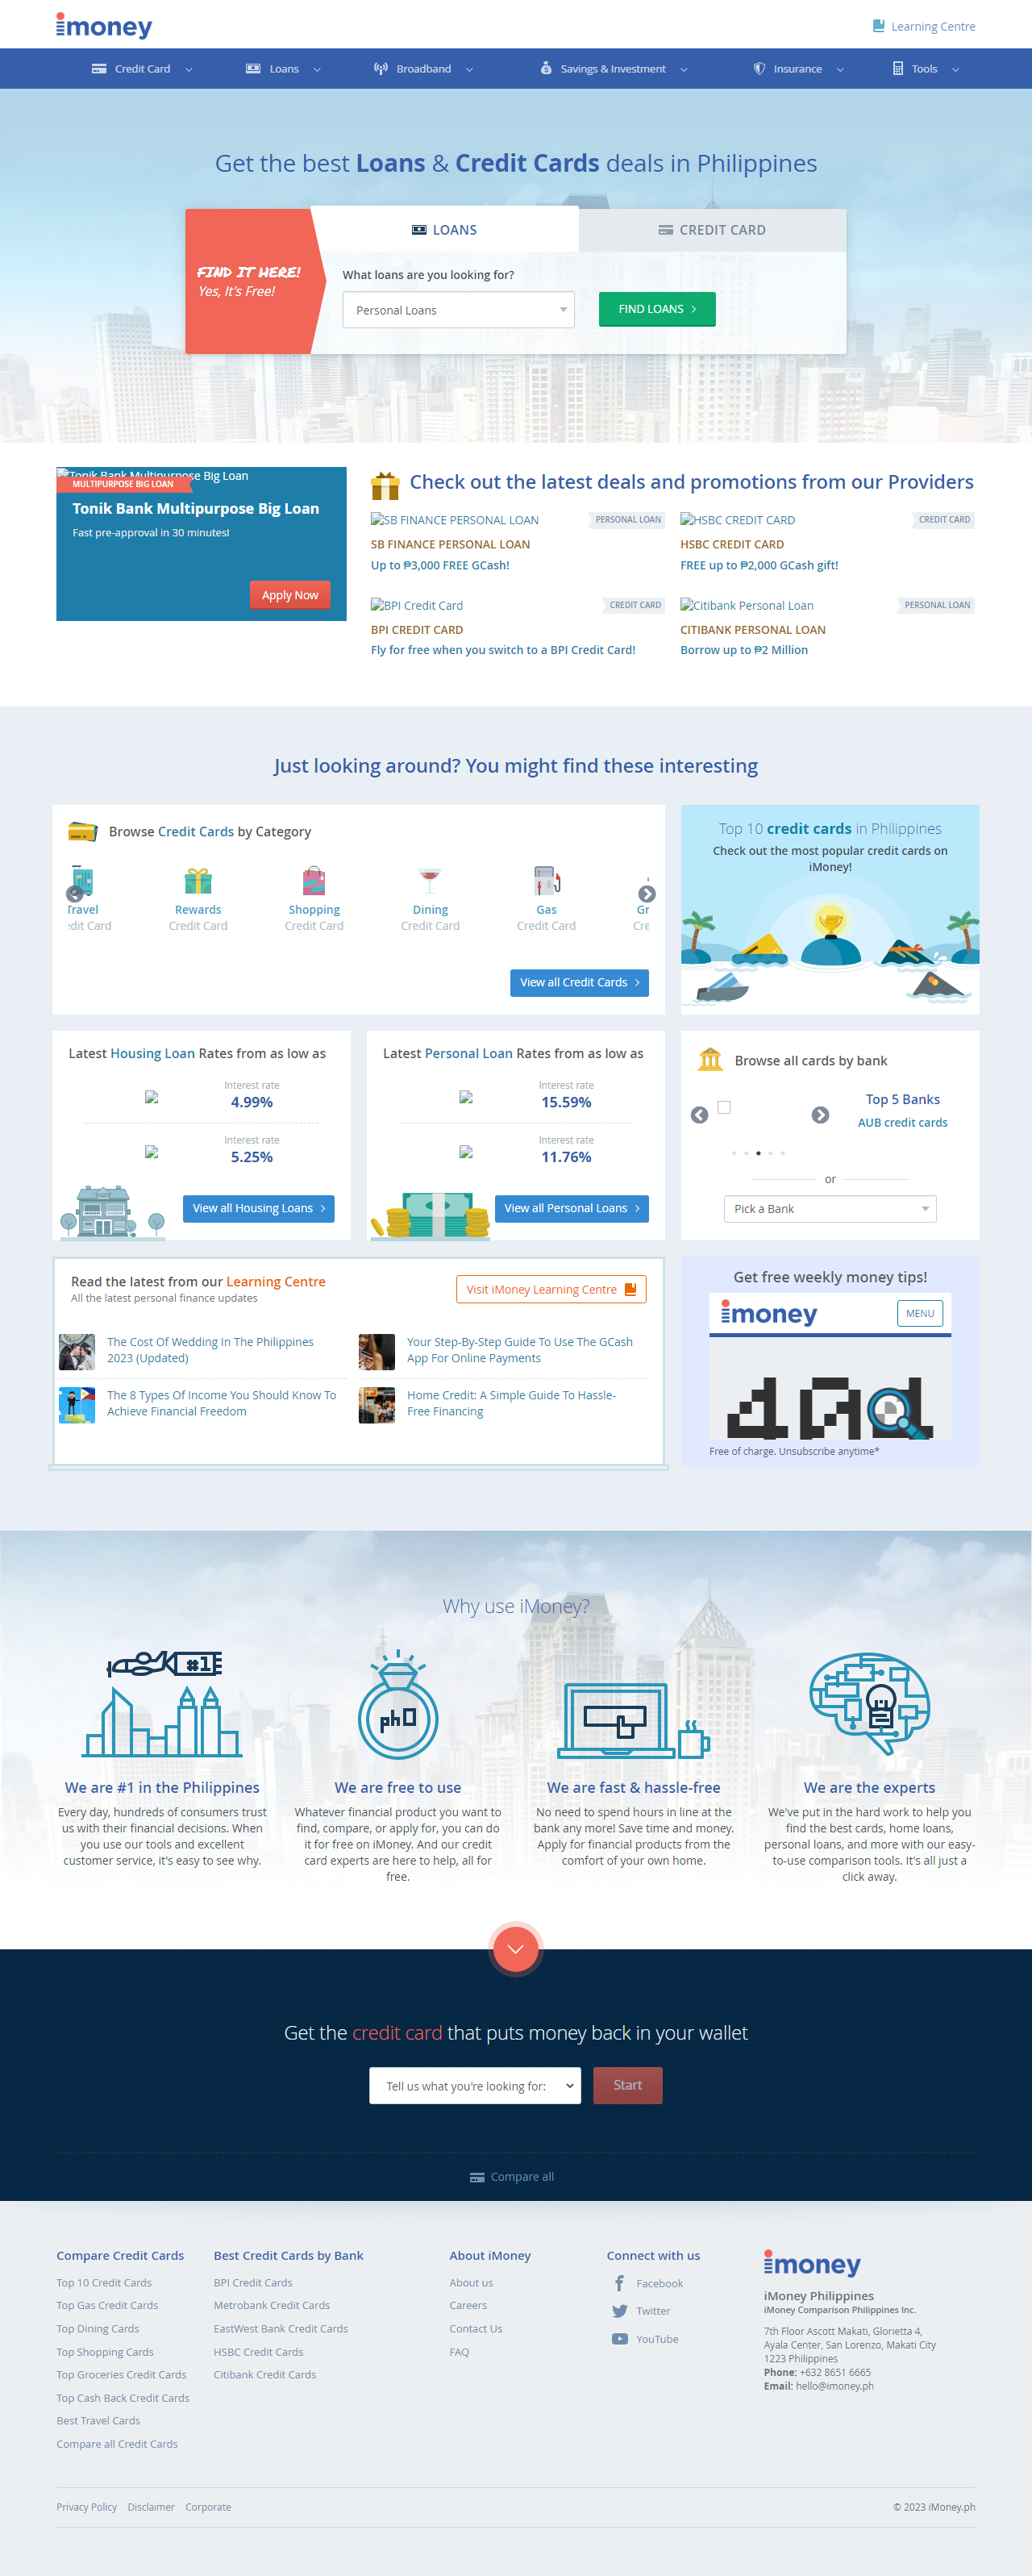 imoney
Learning Centre
Credit Card
Loans
Broadband
Savings & Investment
Insurance
Tools
Get the best Loans & Credit Cards deals in Philippines
FIND IT HERE!
Yes, It's Free!
LOANS
CREDIT CARD
What loans are you looking for?
Personal Loans
FIND LOANS
Tonik Bank Multipurpose Big Loan
MULTIPURPOSE BIG LOAN
Tonik Bank Multipurpose Big Loan
Fast pre-approval in 30 minutes!
Apply Now
Check out the latest deals and promotions from our Providers
SB FINANCE PERSONAL LOAN
PERSONAL LOAN
SB FINANCE PERSONAL LOAN
Up to ₱3,000 FREE GCash!
HSBC CREDIT CARD
CREDIT CARD
HSBC CREDIT CARD
FREE up to ₱2,000 GCash gift!
BPI Credit Card
CREDIT CARD
BPI CREDIT CARD
Fly for free when you switch to a BPI Credit Card!
Citibank Personal Loan
PERSONAL LOAN
CITIBANK PERSONAL LOAN
Borrow up to ₱2 Million
Just looking around? You might find these interesting
Browse Credit Cards by Category
Travel
edit Card
Rewards
Credit Card
Shopping
Credit Card
Dining
Credit Card
Gas
Credit Card
Gr
Cre
View all Credit Cards
Top 10 credit cards in Philippines
Check out the most popular credit cards on
iMoney!
Latest Housing Loan Rates from as low as
Interest rate
4.99%
Interest rate
5.25%
View all Housing Loans
Latest Personal Loan Rates from as low as
Interest rate
15.59%
Interest rate
11.76%
View all Personal Loans
Browse all cards by bank
Top 5 Banks
AUB credit cards
or
Pick a Bank
Read the latest from our Learning Centre
All the latest personal finance updates
Visit iMoney Learning Centre
The Cost Of Wedding In The Philippines
2023 (Updated)
Your Step-By-Step Guide To Use The GCash
App For Online Payments
The 8 Types Of Income You Should Know To
Achieve Financial Freedom
Home Credit: A Simple Guide To Hassle-
Free Financing
Get free weekly money tips!
imoney
MENU
Free of charge. Unsubscribe anytime*
Why use iMoney?
#1
ph0
We are #1 in the Philippines
Every day, hundreds of consumers trust
us with their financial decisions. When
you use our tools and excellent
customer service, it's easy to see why.
We are free to use
Whatever financial product you want to
find, compare, or apply for, you can do
it for free on iMoney. And our credit
card experts are here to help, all for
free.
We are fast & hassle-free
No need to spend hours in line at the
bank any more! Save time and money.
Apply for financial products from the
comfort of your own home.
We are the experts
We've put in the hard work to help you
find the best cards, home loans,
personal loans, and more with our easy-
to-use comparison tools. It's all just a
click away.
Get the credit card that puts money back in your wallet
Tell us what you're looking for:
Start
Compare all
Compare Credit Cards
Top 10 Credit Cards
Top Gas Credit Cards
Top Dining Cards
Top Shopping Cards
Top Groceries Credit Cards
Top Cash Back Credit Cards
Best Travel Cards
Compare all Credit Cards
Best Credit Cards by Bank
BPI Credit Cards
Metrobank Credit Cards
EastWest Bank Credit Cards
HSBC Credit Cards
Citibank Credit Cards
About iMoney
About us
Careers
Contact Us
FAQ
Connect with us
Facebook
Twitter
YouTube
imoney
iMoney Philippines
iMoney Comparison Philippines Inc.
7th Floor Ascott Makati, Glorietta 4,
Ayala Center, San Lorenzo, Makati City
1223 Philippines
Phone: +632 8651 6665
Email: hello@imoney.ph
Privacy Policy
Disclaimer
Corporate
© 2023 iMoney.ph